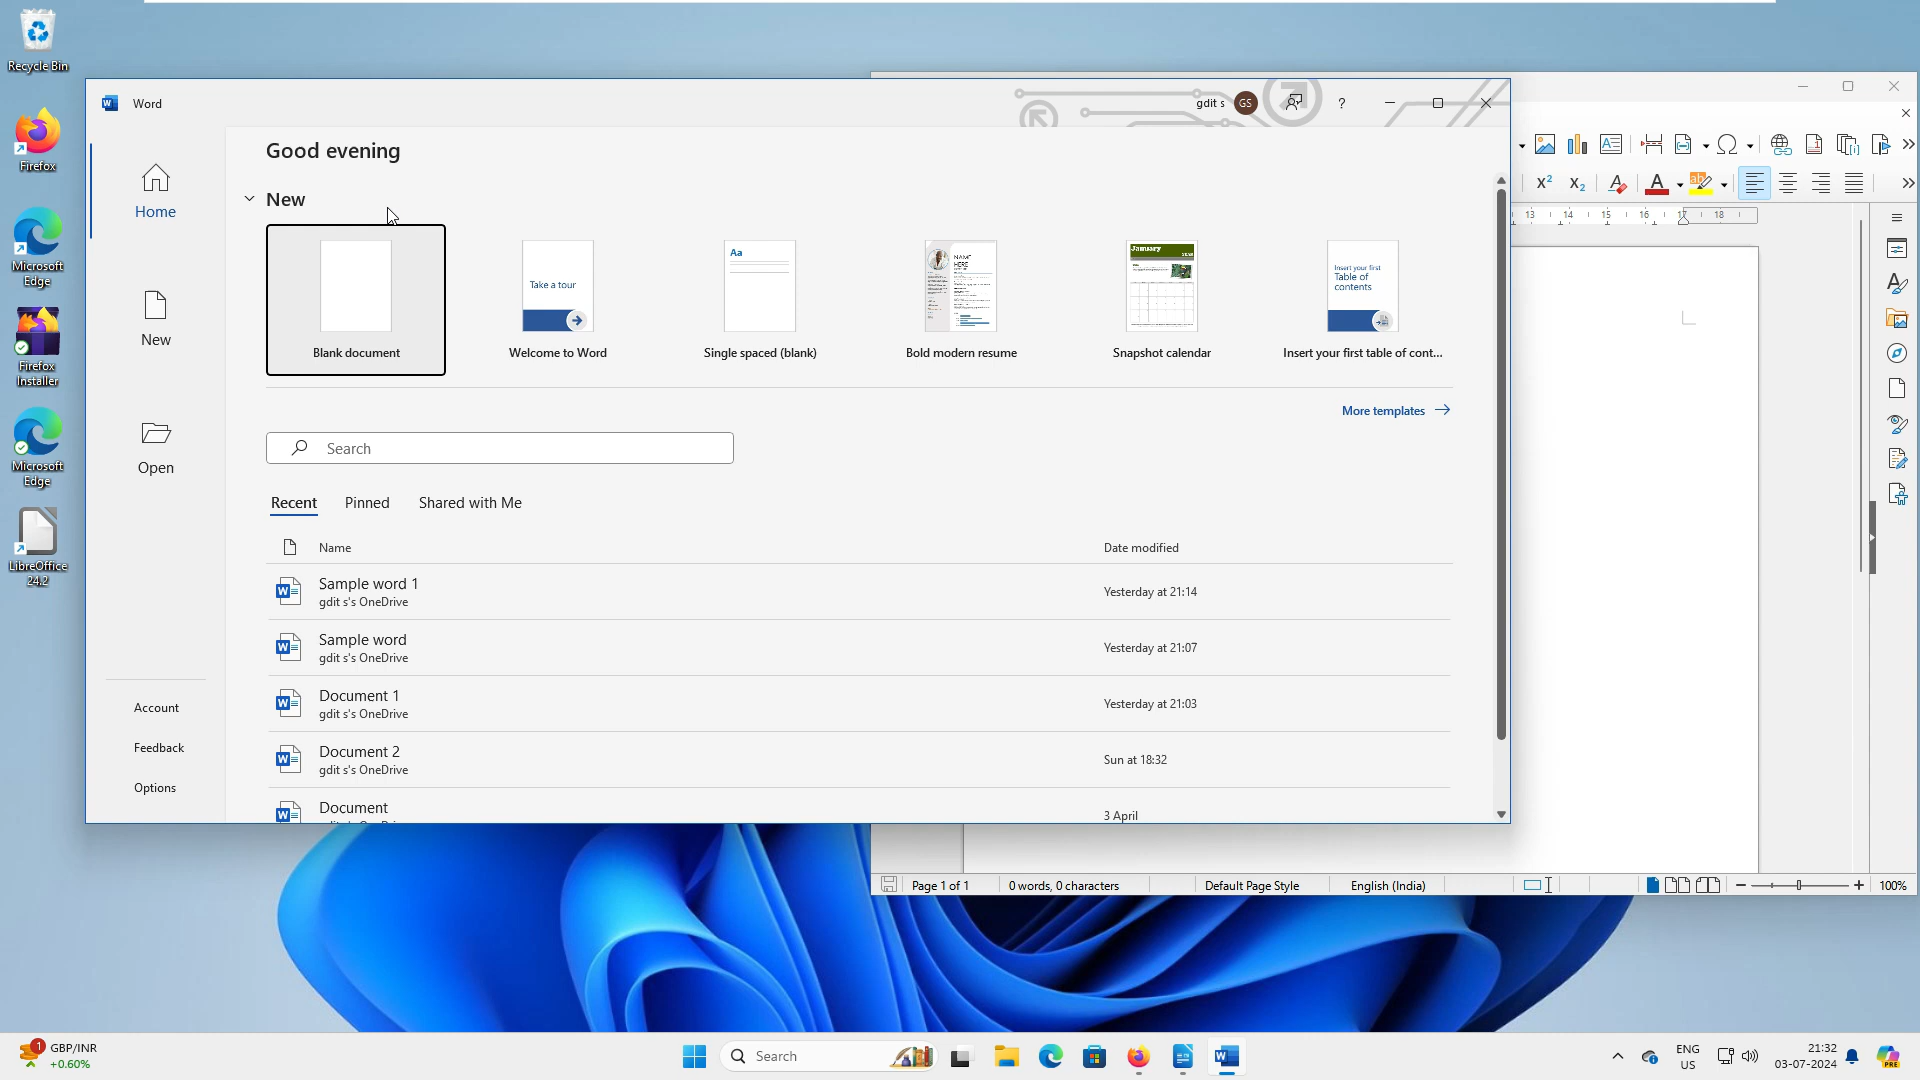 Recycle Bin
Firefox
Microsoft
Edge
Firefox
Installer
Microsoft
Edge
LibreOffice
24.2
W
Word
gdit s
GS
?
Good evening
Home
New
Open
Account
Feedback
Options
New
Blank document
Take a tour
Welcome to Word
Aa
Single spaced (blank)
NAME
HERE
Bold modern resume
January
YEAR
Snapshot calendar
Insert your first
Table of
contents
Insert your first table of cont...
More templates
Search
Recent
Pinned
Shared with Me
Name
Date modified
Sample word 1
gdit s's OneDrive
Yesterday at 21:14
Sample word
gdit s's OneDrive
Yesterday at 21:07
Document 1
gdit s's OneDrive
Yesterday at 21:03
Document 2
gdit s's OneDrive
Sun at 18:32
Document
3 April
13 14 15 16 17 18
Page 1 of 1
0 words, 0 characters
Default Page Style
English (India)
100%
1
GBP/INR
+0.60%
Search
ENG
US
21:32
03-07-2024
PRE